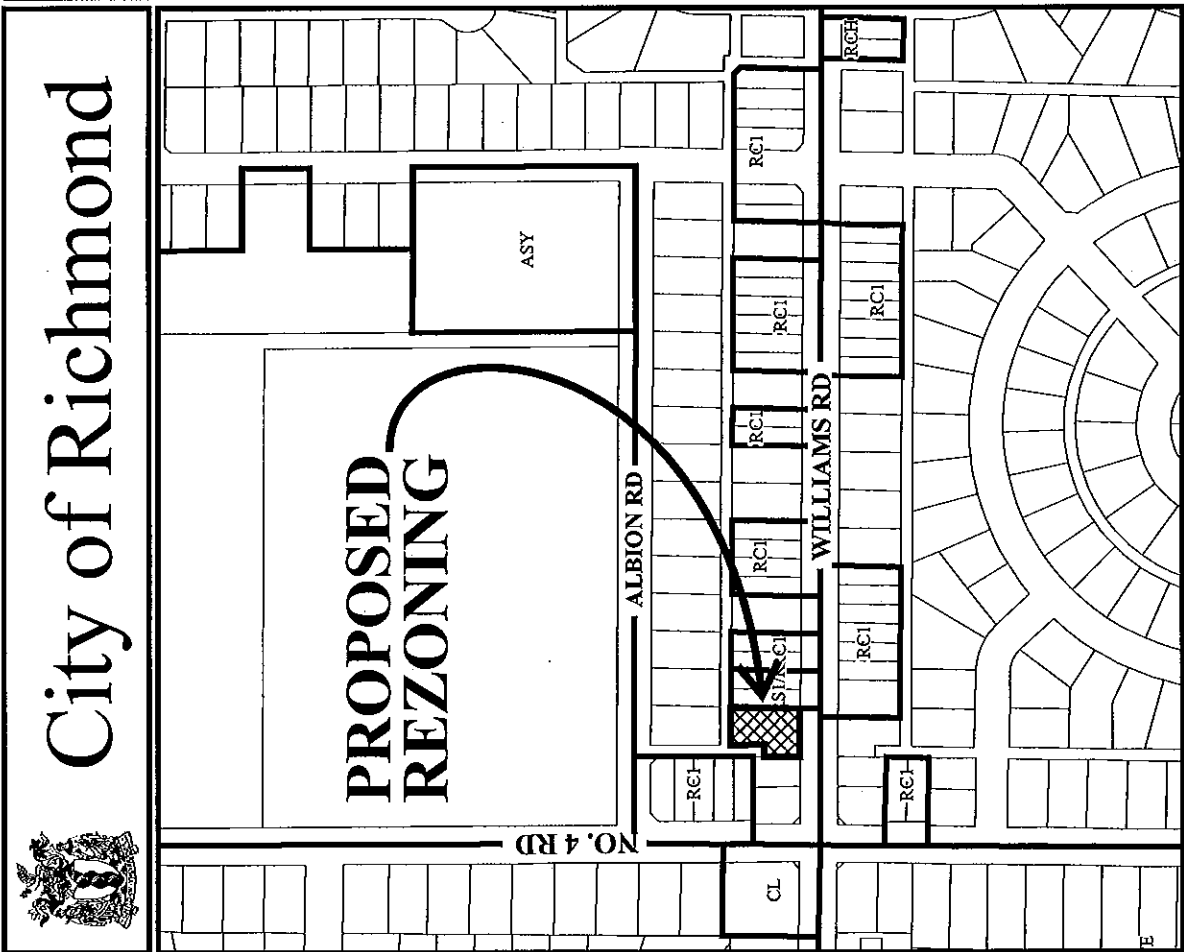 City of Richmond
RCH
RC1
ASY
RC1
RC1
RC1
WILLIAMS RD
PROPOSED
REZONING
ALBION RD
RC1
RC1
RC1
RC1
NO. 4 RD
CL
E